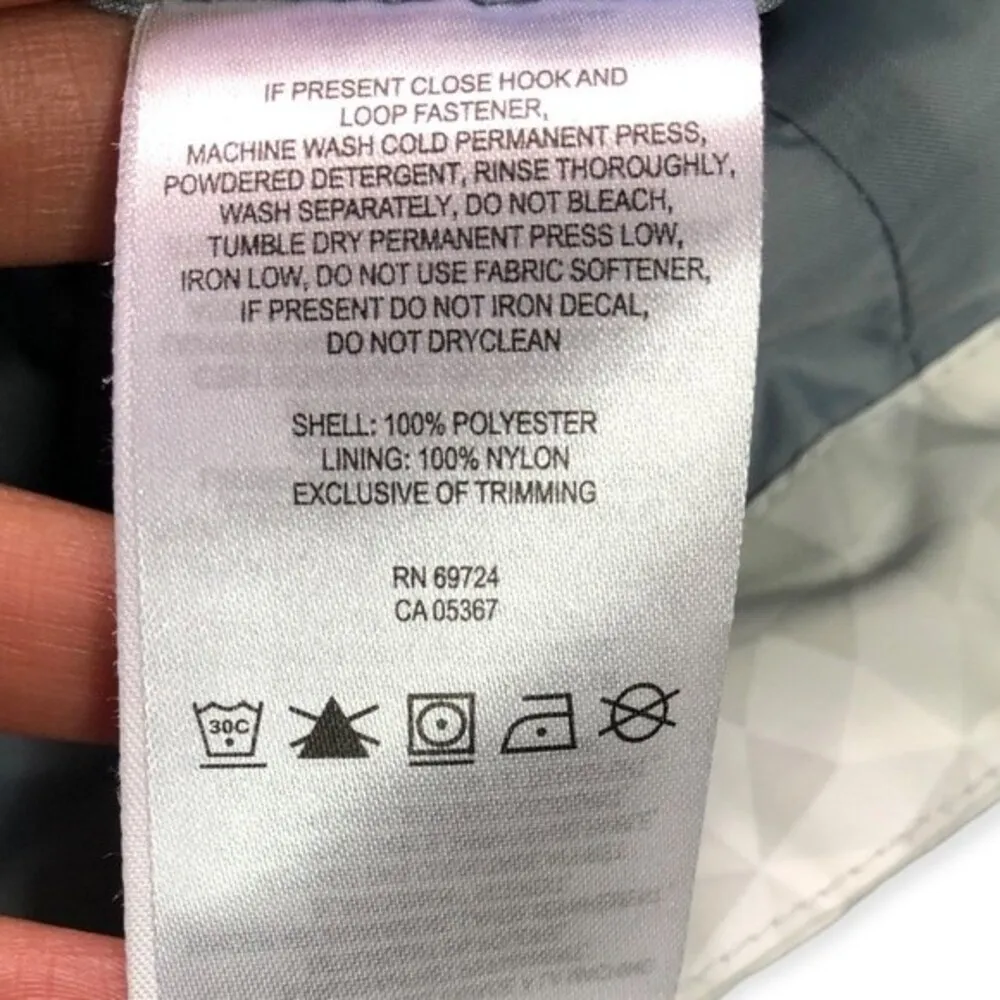 IF PRESENT CLOSE HOOK AND
LOOP FASTENER,
MACHINE WASH COLD PERMANENT PRESS,
POWDERED DETERGENT, RINSE THOROUGHLY,
WASH SEPARATELY, DO NOT BLEACH,
TUMBLE DRY PERMANENT PRESS LOW,
IRON LOW, DO NOT USE FABRIC SOFTENER,
IF PRESENT DO NOT IRON DECAL,
DO NOT DRYCLEAN
SHELL: 100% POLYESTER
LINING: 100% NYLON
EXCLUSIVE OF TRIMMING
RN 69724
CA 05367
30C